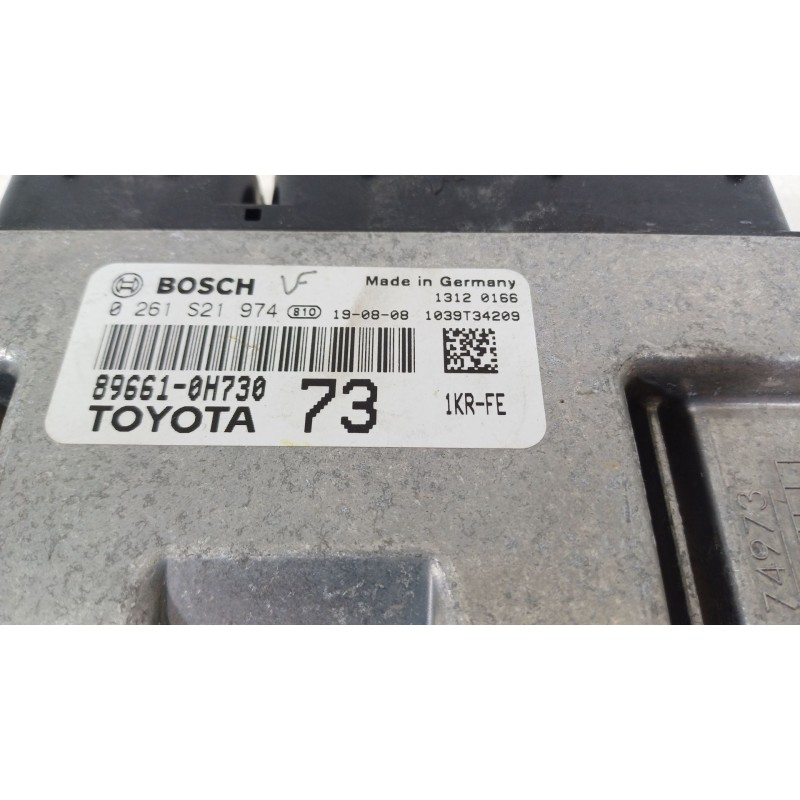 BOSCH VF Made in Germany
1312 0166
0 261 S21 974 810 19-08-08 1039T34209
89661-0H730 73 1KR-FE
TOYOTA
74973